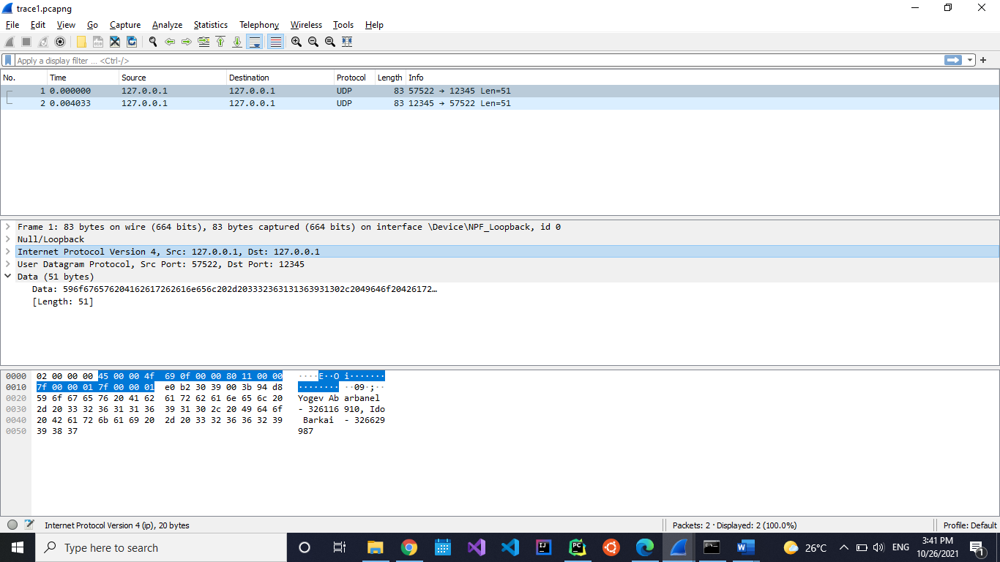 trace1.pcapng
File Edit View Go Capture Analyze Statistics Telephony Wireless Tools Help
Apply a display filter ... <Ctrl-/>
No. Time Source Destination Protocol Length Info
1 0.000000 127.0.0.1 127.0.0.1 UDP 83 57522 → 12345 Len=51
2 0.004033 127.0.0.1 127.0.0.1 UDP 83 12345 → 57522 Len=51
Frame 1: 83 bytes on wire (664 bits), 83 bytes captured (664 bits) on interface \Device\NPF_Loopback, id 0
Null/Loopback
Internet Protocol Version 4, Src: 127.0.0.1, Dst: 127.0.0.1
User Datagram Protocol, Src Port: 57522, Dst Port: 12345
Data (51 bytes)
Data: 596f676576204162617262616e656c202d203332363131363931302c2049646f20426172…
[Length: 51]
0000 02 00 00 00 45 00 00 4f 69 0f 00 00 80 11 00 00 ····E··O i·······
0010 7f 00 00 01 7f 00 00 01 e0 b2 30 39 00 3b 94 d8 ········ ··09·;··
0020 59 6f 67 65 76 20 41 62 61 72 62 61 6e 65 6c 20 Yogev Ab arbanel
0030 2d 20 33 32 36 31 31 36 39 31 30 2c 20 49 64 6f - 326116 910, Ido
0040 20 42 61 72 6b 61 69 20 2d 20 33 32 36 36 32 39 Barkai - 326629
0050 39 38 37 987
Internet Protocol Version 4 (ip), 20 bytes
Packets: 2 · Displayed: 2 (100.0%)
Profile: Default
Type here to search
26°C
ENG
3:41 PM
10/26/2021
1